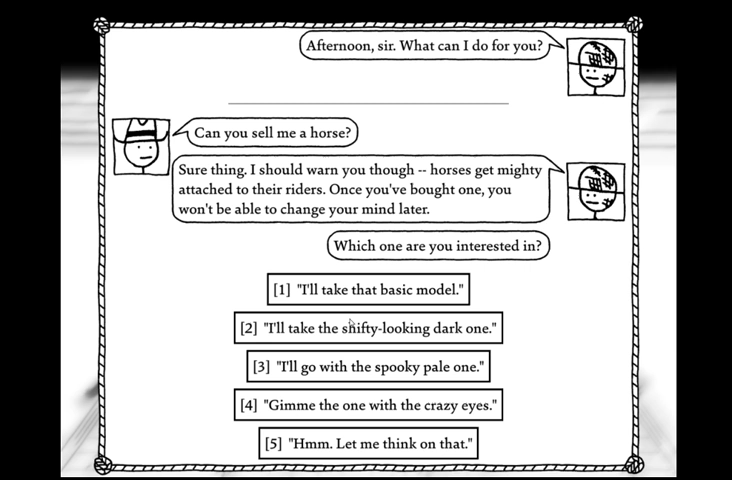 Afternoon, sir. What can I do for you?
Can you sell me a horse?
Sure thing. I should warn you though -- horses get mighty
attached to their riders. Once you've bought one, you
won't be able to change your mind later.
Which one are you interested in?
[1] "I'll take that basic model."
[2] "I'll take the shifty-looking dark one."
[3] "I'll go with the spooky pale one."
[4] "Gimme the one with the crazy eyes."
[5] "Hmm. Let me think on that."